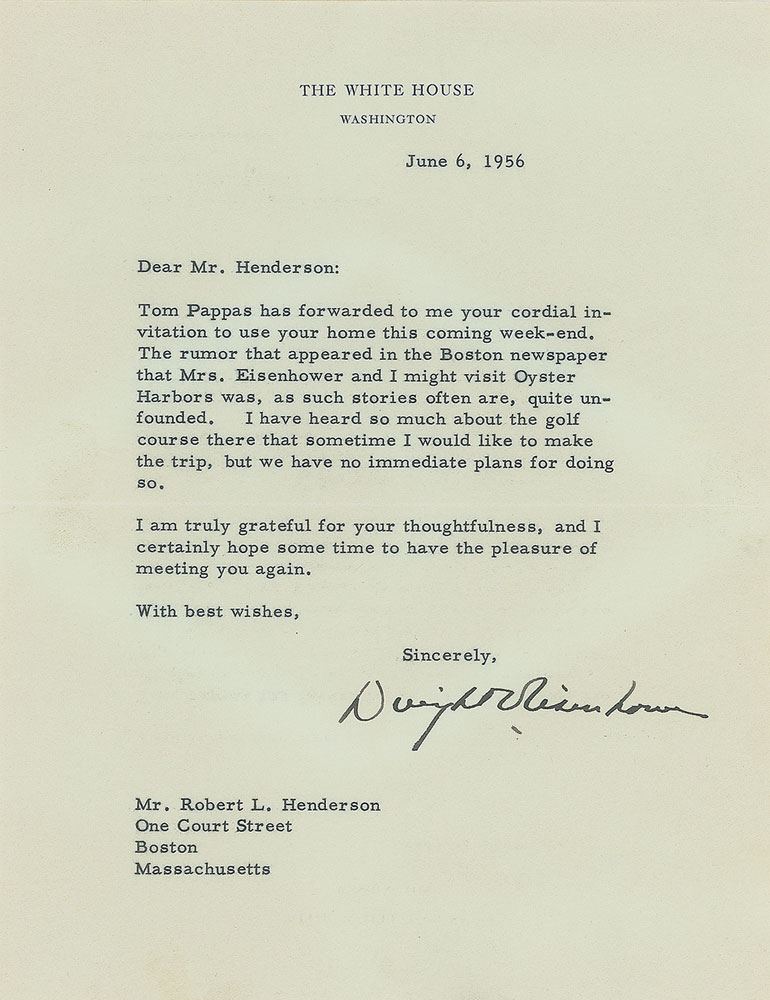 THE WHITE HOUSE
WASHINGTON
June 6, 1956
Dear Mr. Henderson:
Tom Pappas has forwarded to me your cordial in-
vitation to use your home this coming week-end.
The rumor that appeared in the Boston newspaper
that Mrs. Eisenhower and I might visit Oyster
Harbors was, as such stories often are, quite un-
founded. I have heard so much about the golf
course there that sometime I would like to make
the trip, but we have no immediate plans for doing
so.
I am truly grateful for your thoughtfulness, and I
certainly hope some time to have the pleasure of
meeting you again.
With best wishes,
Sincerely,
Dwight D Eisenhower
Mr. Robert L. Henderson
One Court Street
Boston
Massachusetts